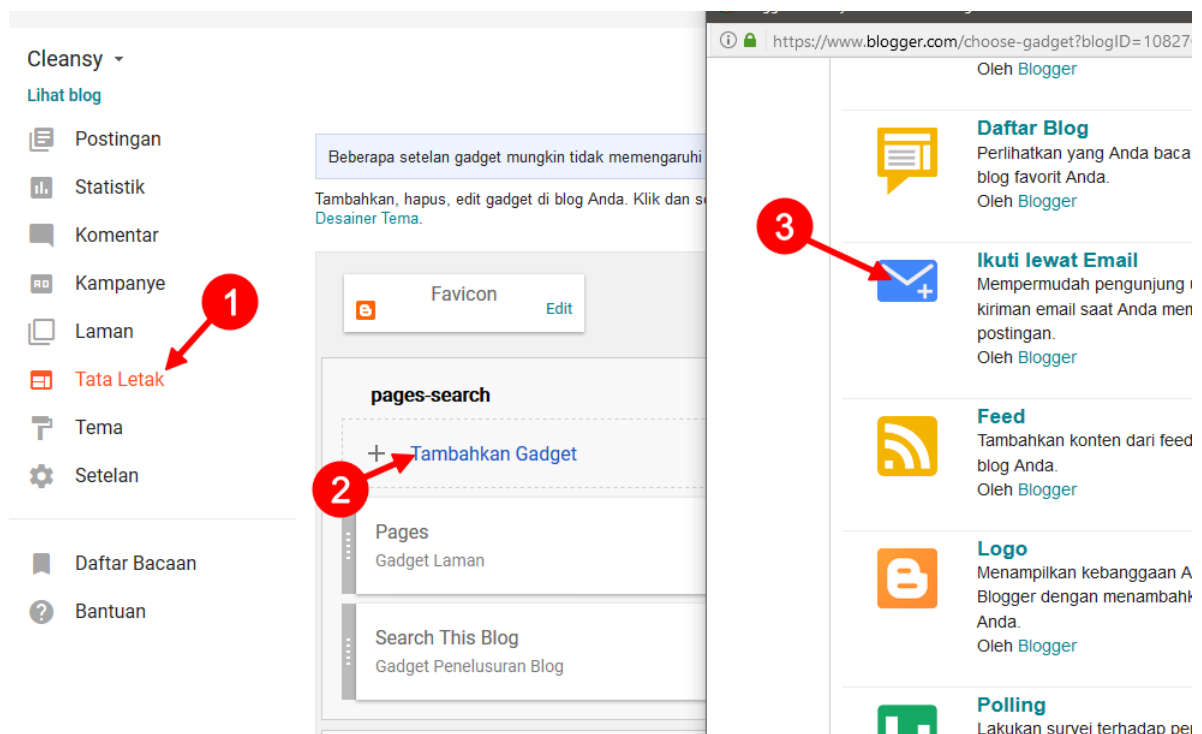 Cleansy
Lihat blog
Postingan
Statistik
Komentar
Kampanye
Laman
Tata Letak
Tema
Setelan
Daftar Bacaan
Bantuan
1
Beberapa setelan gadget mungkin tidak memengaruhi
Tambahkan, hapus, edit gadget di blog Anda. Klik dan
Desainer Tema.
Favicon
Edit
pages-search
+ Tambahkan Gadget
2
Pages
Gadget Laman
Search This Blog
Gadget Penelusuran Blog
https://www.blogger.com/choose-gadget?blogID=10827
Oleh Blogger
Daftar Blog
Perlihatkan yang Anda baca
blog favorit Anda.
Oleh Blogger
3
Ikuti lewat Email
Mempermudah pengunjung
kiriman email saat Anda
postingan.
Oleh Blogger
Feed
Tambahkan konten dari feed
blog Anda.
Oleh Blogger
Logo
Menampilkan kebanggaan
Blogger dengan
Anda.
Oleh Blogger
Polling
Lakukan survei terhadap